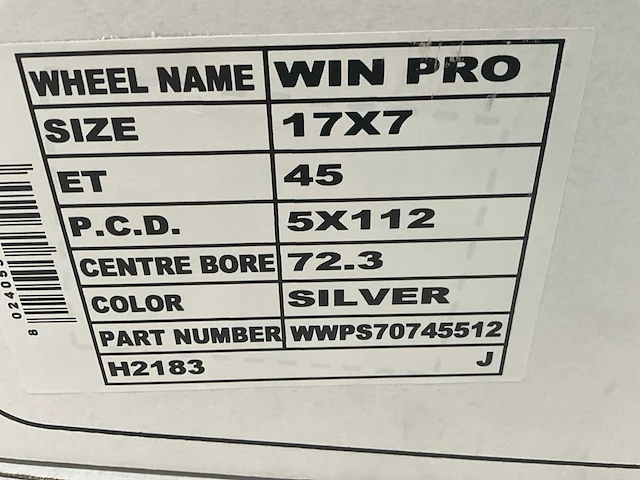 WHEEL NAME WIN PRO
SIZE 17X7
ET 45
P.C.D. 5X112
CENTRE BORE 72.3
COLOR SILVER
PART NUMBER WWPS70745512
H2183 J